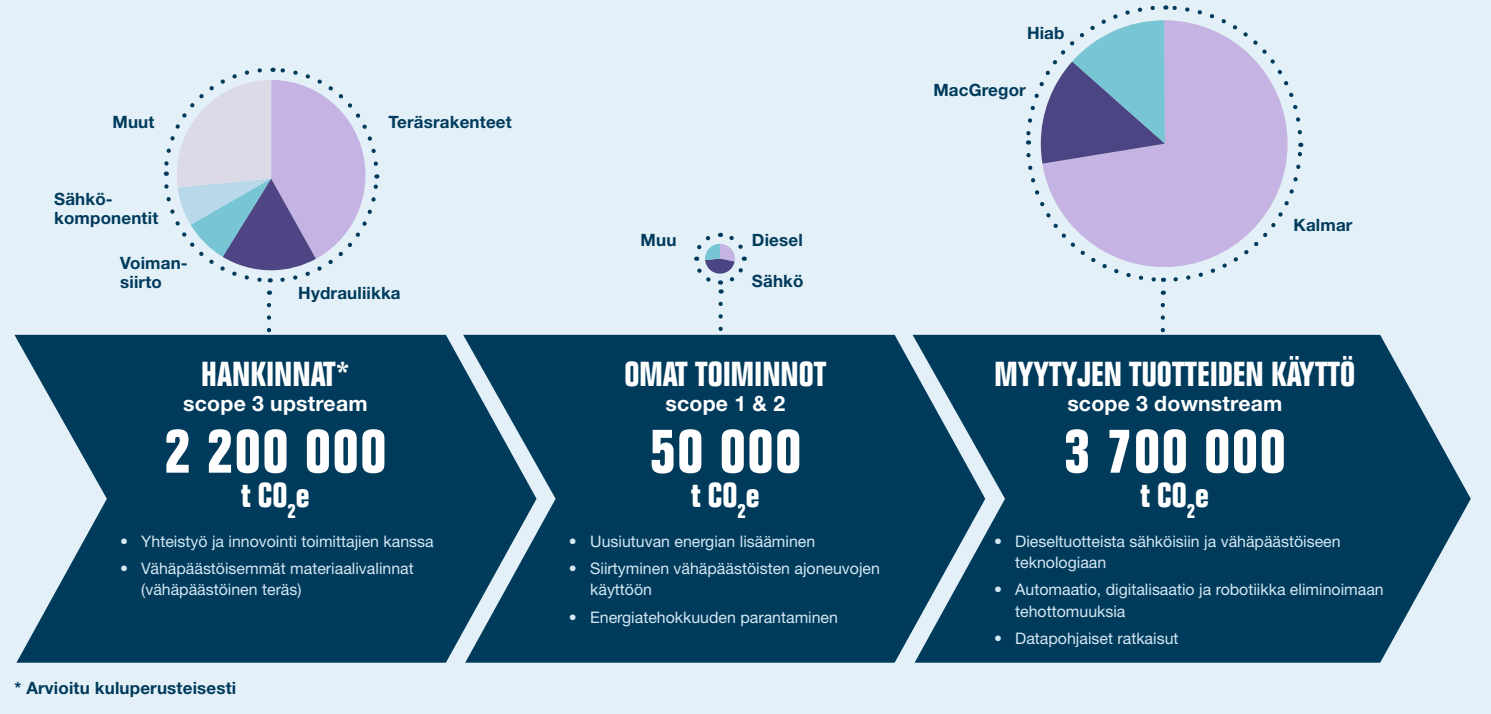 Muut
Teräsrakenteet
Sähkö-
komponentit
Voiman-
siirto
Hydrauliikka
Muu
Diesel
Sähkö
Hiab
MacGregor
Kalmar
HANKINNAT*
scope 3 upstream
2 200 000
t CO₂e
• Yhteistyö ja innovointi toimittajien kanssa
• Vähäpäästöisemmät materiaalivalinnat
(vähäpäästöinen teräs)
OMAT TOIMINNOT
scope 1 & 2
50 000
t CO₂e
• Uusiutuvan energian lisääminen
• Siirtyminen vähäpäästöisten ajoneuvojen
käyttöön
• Energiatehokkuuden parantaminen
MYYTYJEN TUOTTEIDEN KÄYTTÖ
scope 3 downstream
3 700 000
t CO₂e
• Dieseltuotteista sähköisiin ja vähäpäästöiseen
teknologiaan
• Automaatio, digitalisaatio ja robotiikka eliminoimaan
tehottomuuksia
• Datapohjaiset ratkaisut
* Arvioitu kuluperusteisesti